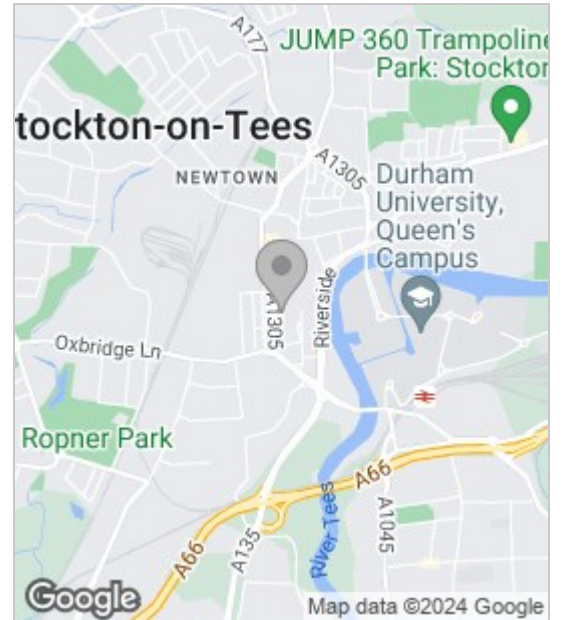 A177
JUMP 360 Trampoline
Park: Stockton
tockton-on-Tees
NEWTOWN
A1305
Durham
University,
Queen's
Campus
A1305
Riverside
Oxbridge Ln
Ropner Park
A66
A66
A135
River Tees
A1045
Google
Map data ©2024 Google